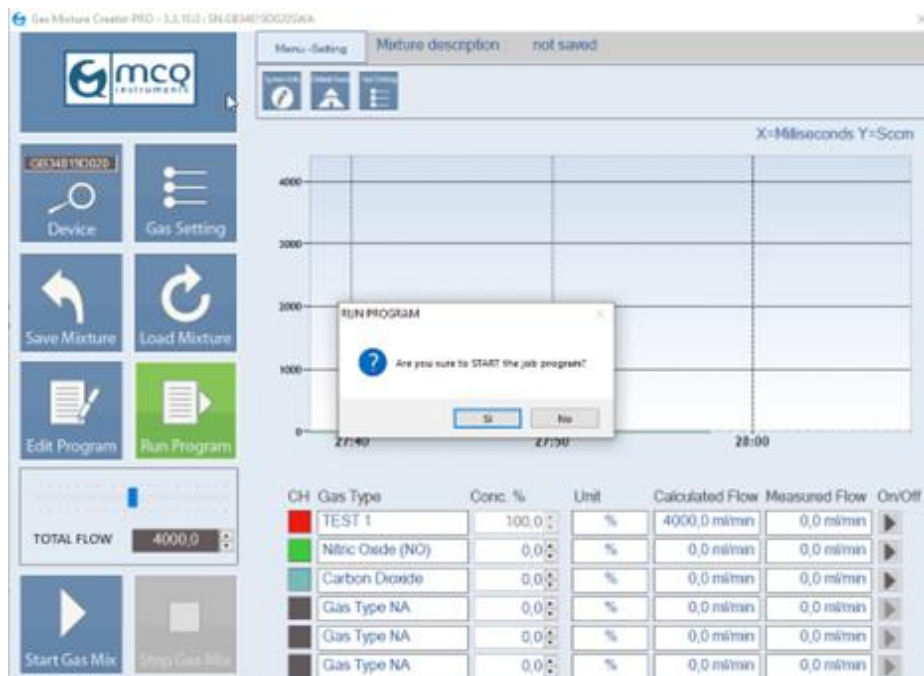 Gas Mixture Creator PRO - 3.3.10.0 : SN:GB34819D020SWA
mcq
instruments
Menu -Setting
Mixture description : not saved
X=Milliseconds Y=Sccm
Device
Gas Setting
Save Mixture
Load Mixture
Edit Program
Run Program
TOTAL FLOW 4000,0
Start Gas Mix
Stop Gas Mix
4000
3000
2000
1000
0
27:40 27:50 28:00
RUN PROGRAM
Are you sure to START the job program?
Si No
CH Gas Type Conc. % Unit Calculated Flow Measured Flow On/Off
TEST 1 100,0 % 4000,0 ml/min 0,0 ml/min
Nitric Oxide (NO) 0,0 % 0,0 ml/min 0,0 ml/min
Carbon Dioxide 0,0 % 0,0 ml/min 0,0 ml/min
Gas Type NA 0,0 % 0,0 ml/min 0,0 ml/min
Gas Type NA 0,0 % 0,0 ml/min 0,0 ml/min
Gas Type NA 0,0 % 0,0 ml/min 0,0 ml/min